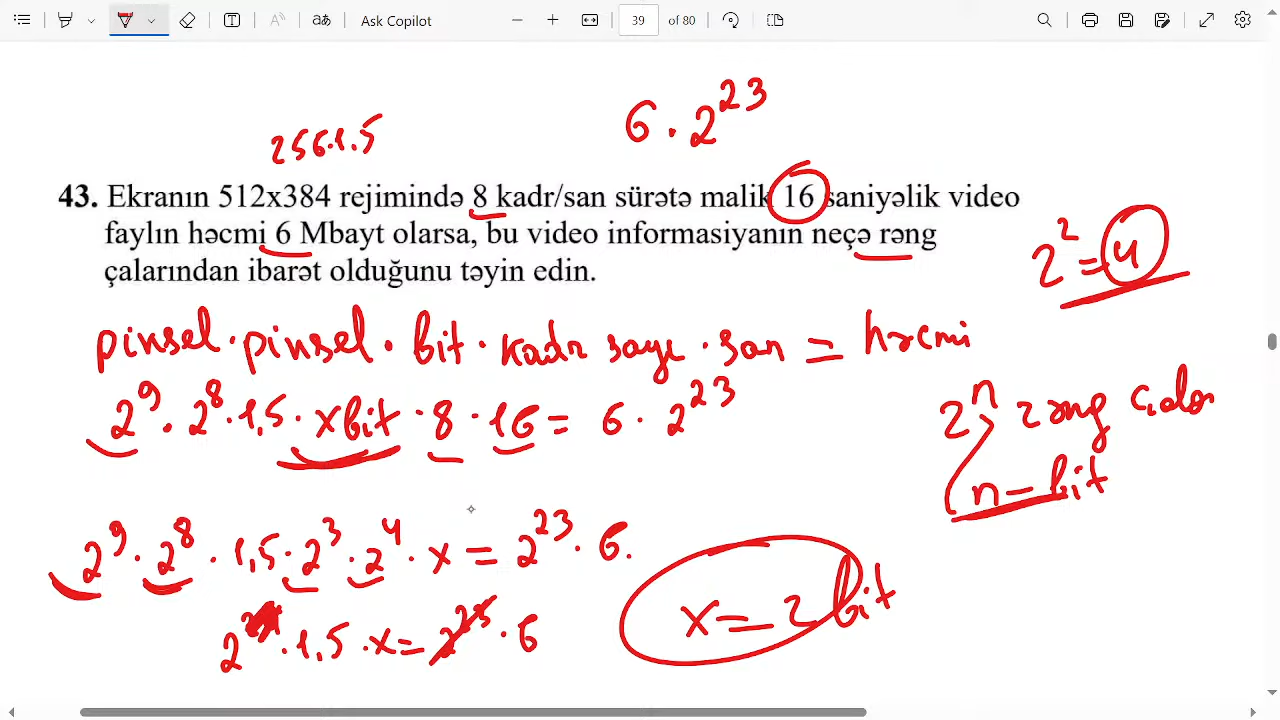 Ask Copilot 39 of 80
256.1.5
6 · 2²³
43. Ekranın 512x384 rejimində 8 kadr/san sürətə malik 16 saniyəlik video
faylın həcmi 6 Mbayt olarsa, bu video informasiyanın neçə rəng
çalarından ibarət olduğunu təyin edin.
2² = 4
pinsel · pinsel · bit · kadr sayı · san = həcmi
2⁹ · 2⁸ · 1,5 · xbit · 8 · 16 = 6 · 2²³
2ⁿ rəng çalar
n – bit
2⁹ · 2⁸ · 1,5 · 2³ · 2⁴ · x = 2²³ · 6.
x = 2 bit
· 1,5 · x = 2²³ · 6